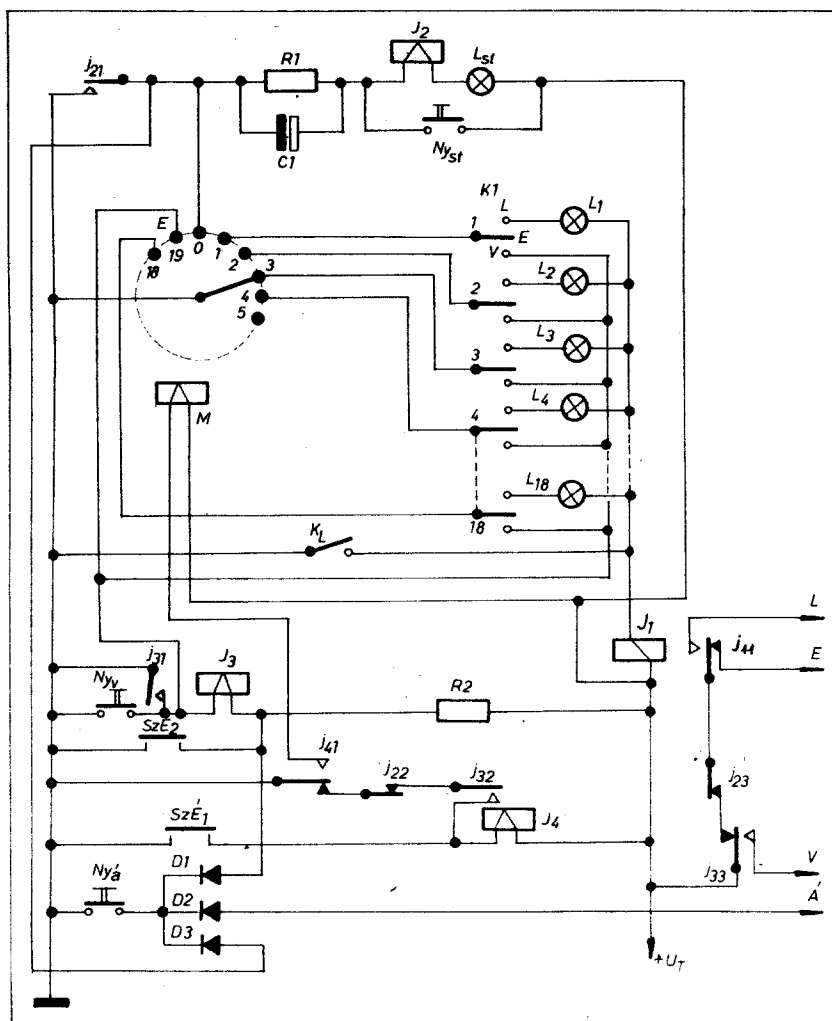 J2
Lst
j21
R1
C1
Nyst
K1
L
L1
E
1
E
V
18
19
0
1
2
3
4
5
L2
2
L3
3
L4
4
M
L18
18
KL
J1
L
j44
E
Nyv
j31
J3
R2
SzE2
j41
j22
j32
j23
SzÉ1
J4
Nyá
D1
D2
D3
j33
V
Á
+UT